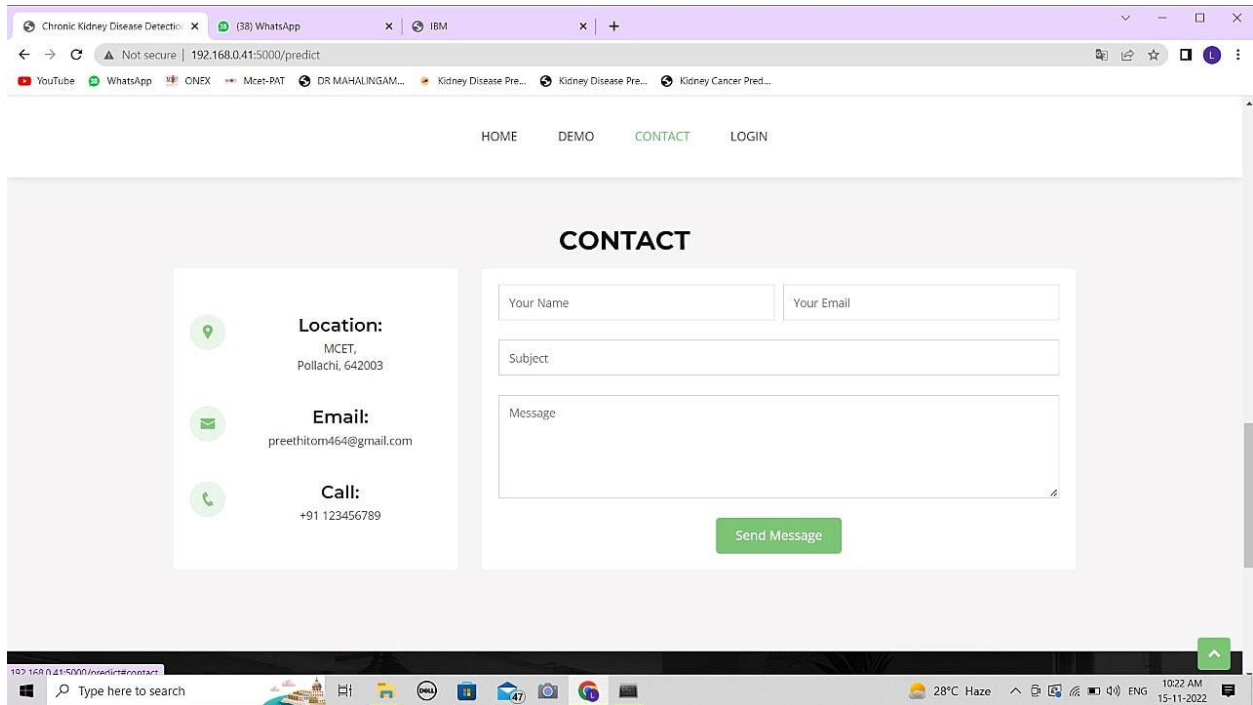 Chronic Kidney Disease Detectio
(38) WhatsApp
IBM
Not secure | 192.168.0.41:5000/predict
YouTube WhatsApp ONEX Mcet-PAT DR MAHALINGAM... Kidney Disease Pre... Kidney Disease Pre... Kidney Cancer Pred...
HOME DEMO CONTACT LOGIN
CONTACT
Location:
MCET,
Pollachi, 642003
Email:
preethitom464@gmail.com
Call:
+91 123456789
Your Name
Your Email
Subject
Message
Send Message
192.168.0.41:5000/predict#contact
Type here to search
DELL
47
28°C Haze
ENG
10:22 AM
15-11-2022